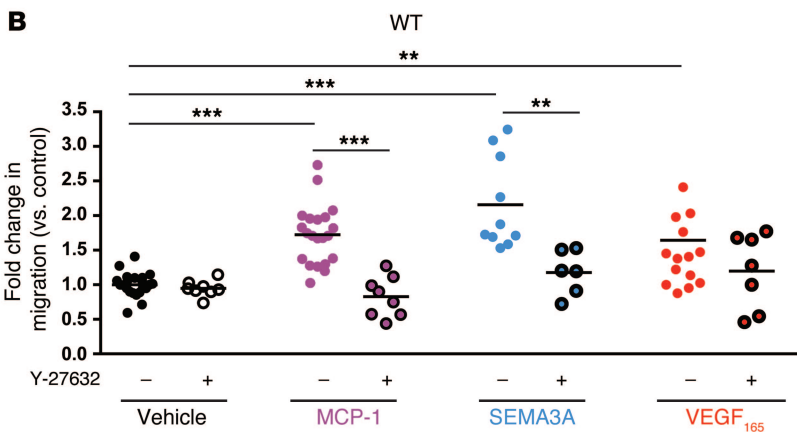 B
WT
**
***
**
***
***
Fold change in
migration (vs. control)
3.5
3.0
2.5
2.0
1.5
1.0
0.5
0.0
Y-27632 – + – + – + – +
Vehicle MCP-1 SEMA3A VEGF165